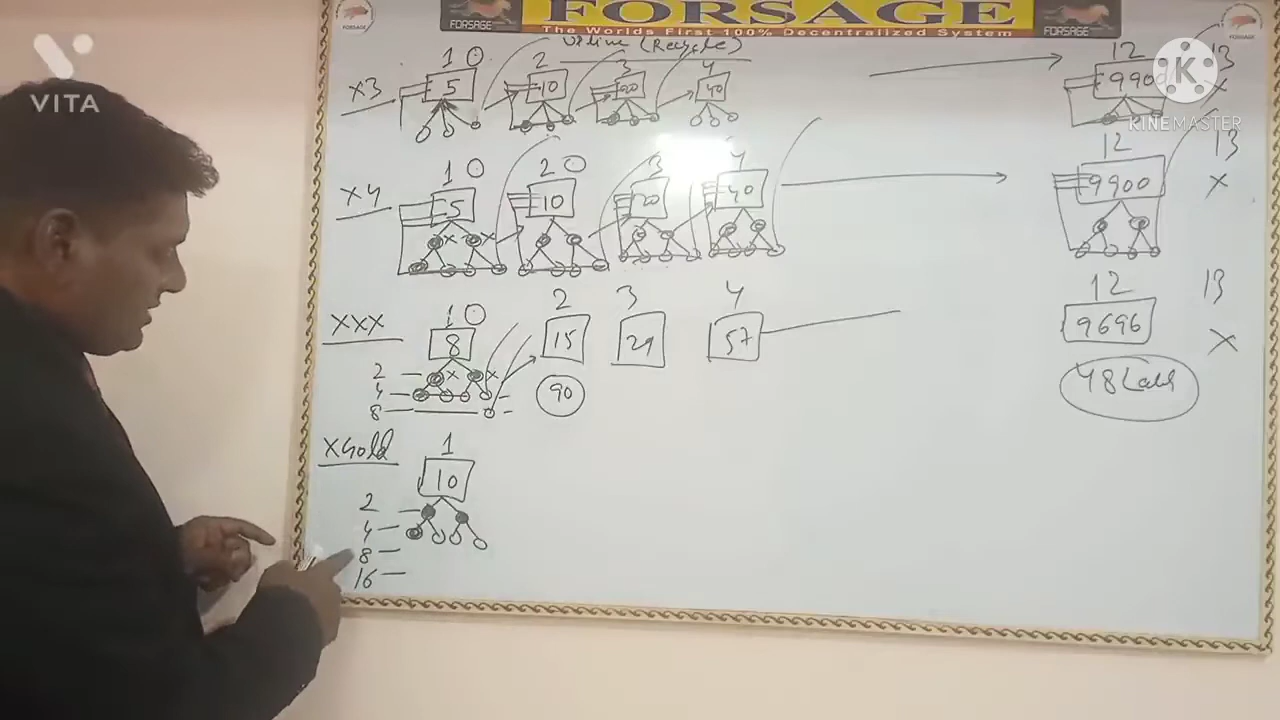 FORSAGE
FORSAGE
FORSAGE
The Worlds First 100% Decentralized System
FORSAGE
VITA
KINEMASTER
1 2 3 4 12 13
x3 5 10 20 40 9900 x
1 2 3 4 12 13
x4 5 10 20 40 9900 x
x x
1 2 3 4 12 13
xxx 8 15 29 57 9696 x
2 x x
4
8
90
48
xGold
1
10
2
4
8
16